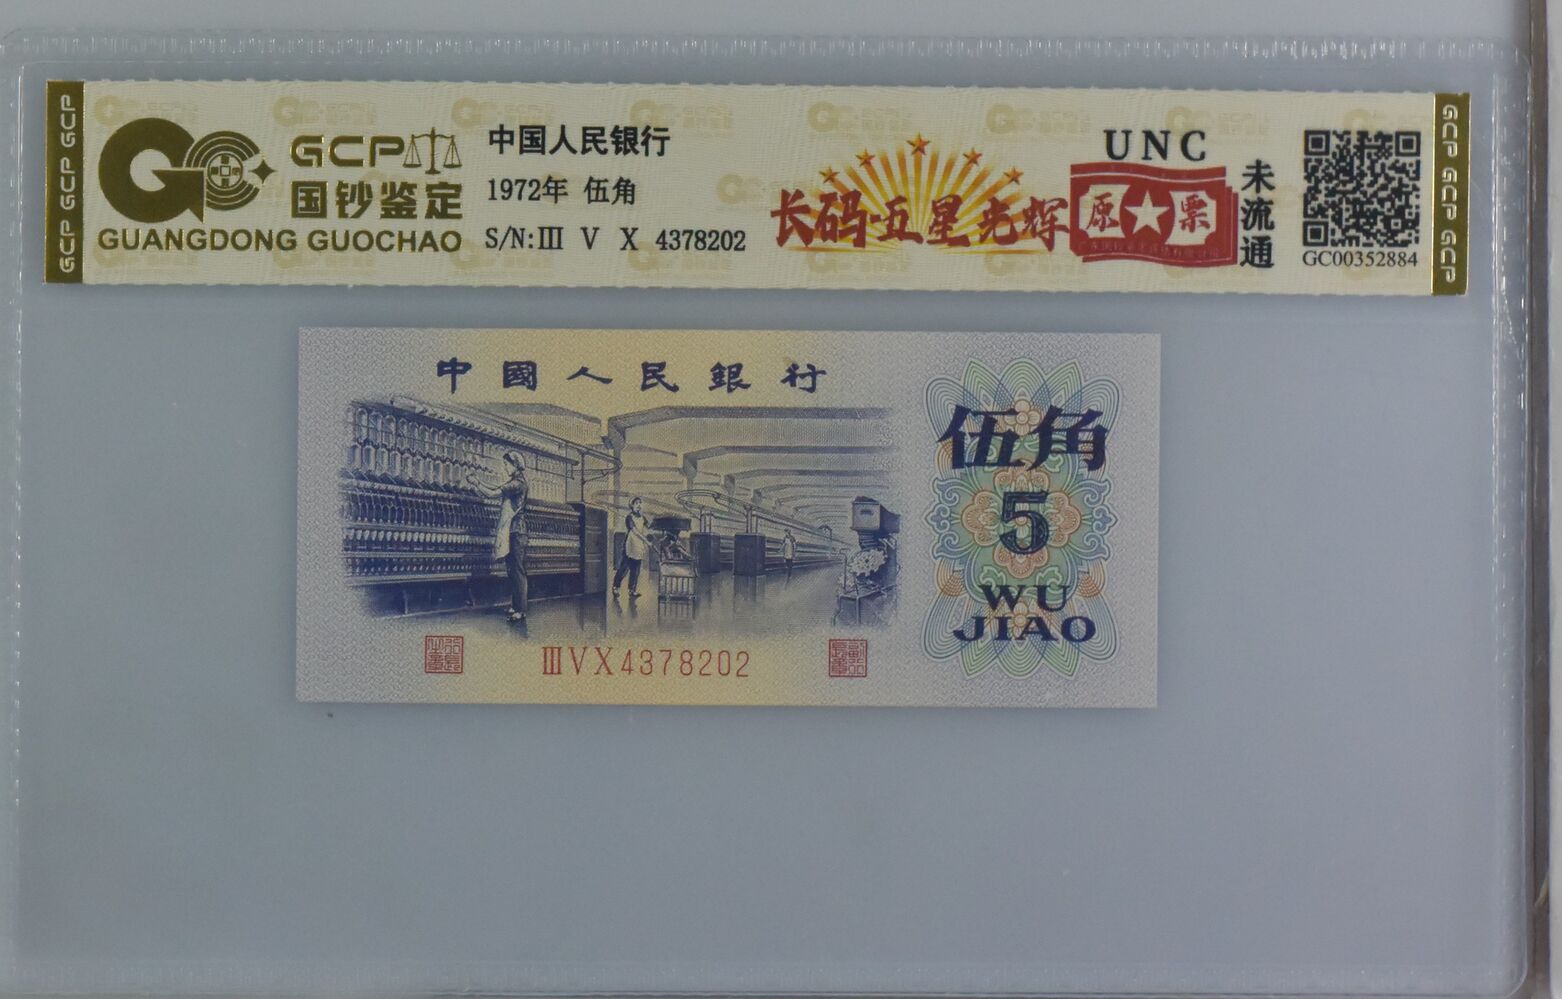 GCP GCP GCP
GCP
国钞鉴定
GUANGDONG GUOCHAO
中国人民银行
1972年 伍角
S/N:III V X 4378202
长码五星光辉
原票
UNC
未流通
GC00352884
GCP GCP GCP
中國人民銀行
伍角
5
WU
JIAO
III V X 4378202